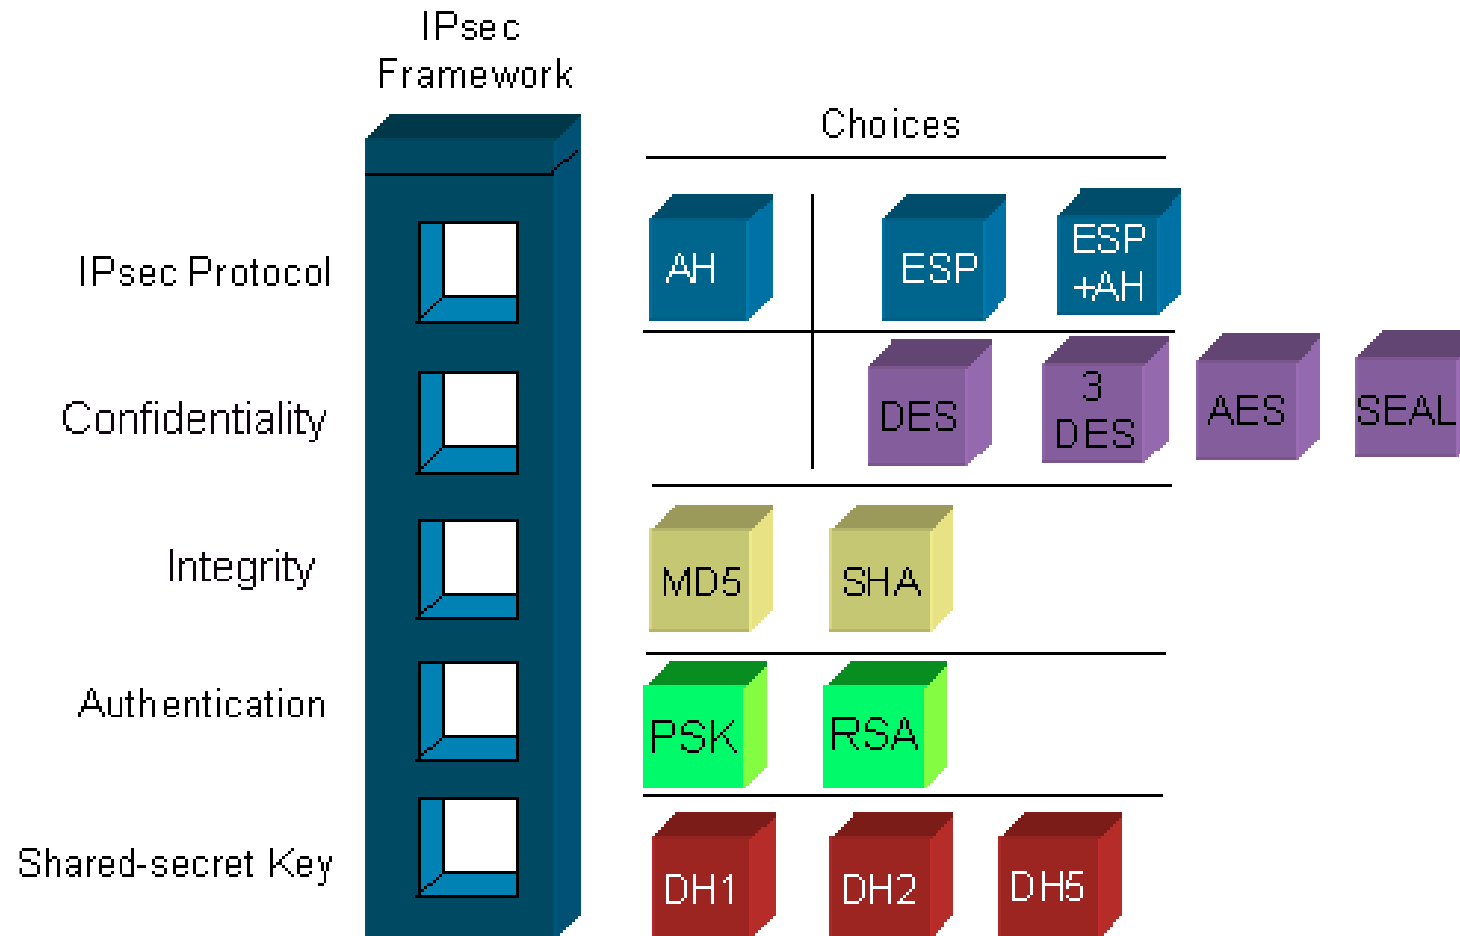 IPsec
Framework
Choices
IPsec Protocol
AH
ESP
ESP
+AH
Confidentiality
DES
3
DES
AES
SEAL
Integrity
MD5
SHA
Authentication
PSK
RSA
Shared-secret Key
DH1
DH2
DH5